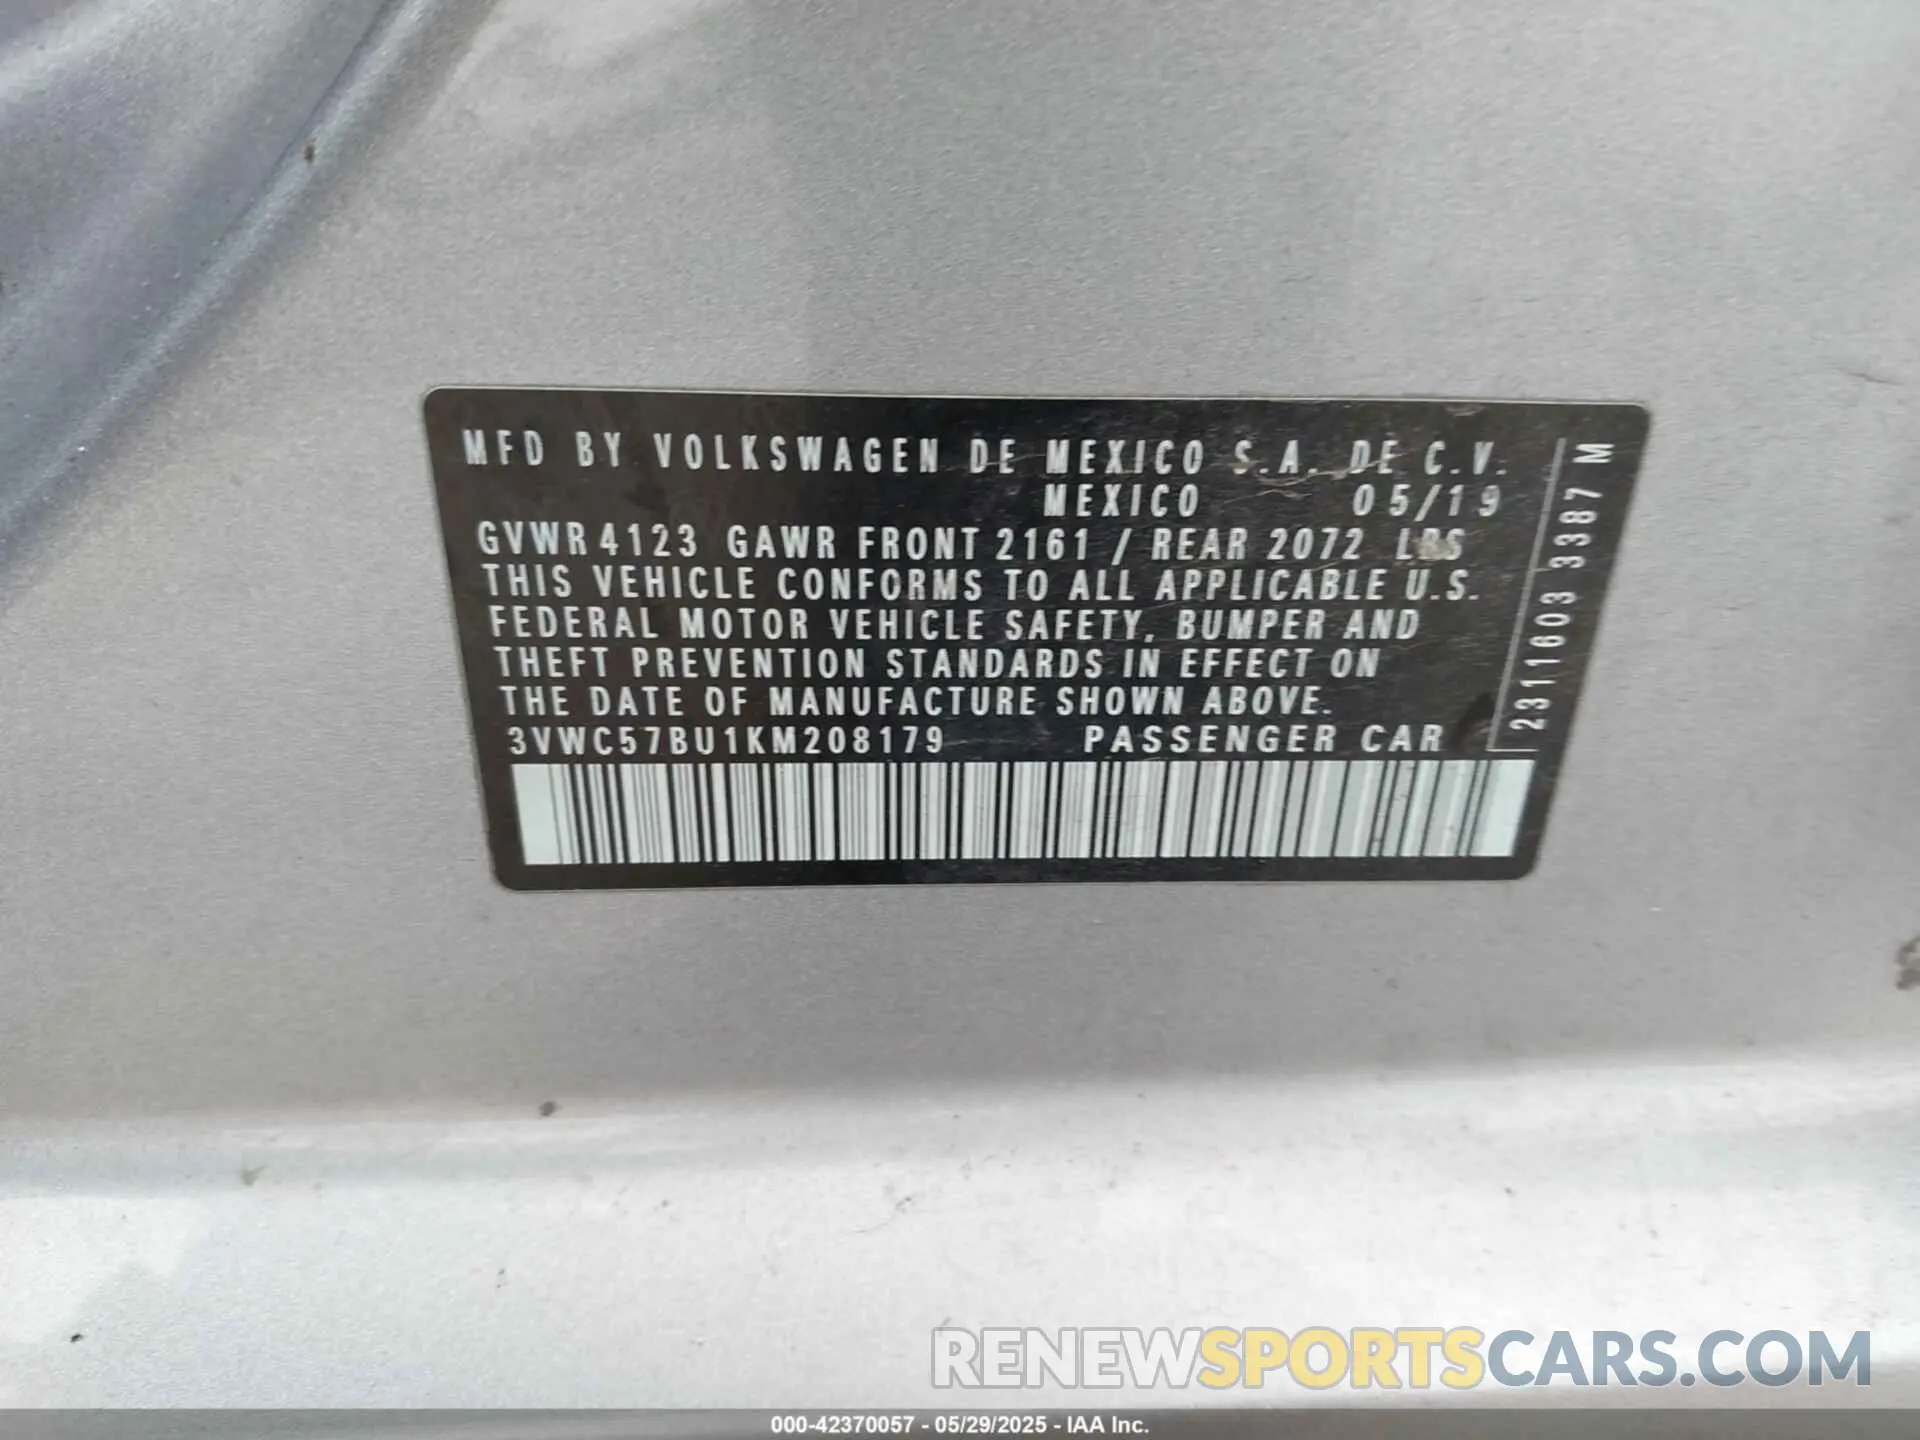 MFD BY VOLKSWAGEN DE MEXICO S.A. DE C.V.
MEXICO 05/19
GVWR 4123 GAWR FRONT 2161 / REAR 2072 LBS
THIS VEHICLE CONFORMS TO ALL APPLICABLE U.S.
FEDERAL MOTOR VEHICLE SAFETY, BUMPER AND
THEFT PREVENTION STANDARDS IN EFFECT ON
THE DATE OF MANUFACTURE SHOWN ABOVE.
3VWC57BU1KM208179 PASSENGER CAR
2311603 3387 M
RENEWSPORTSCARS.COM
000-42370057 - 05/29/2025 - IAA Inc.